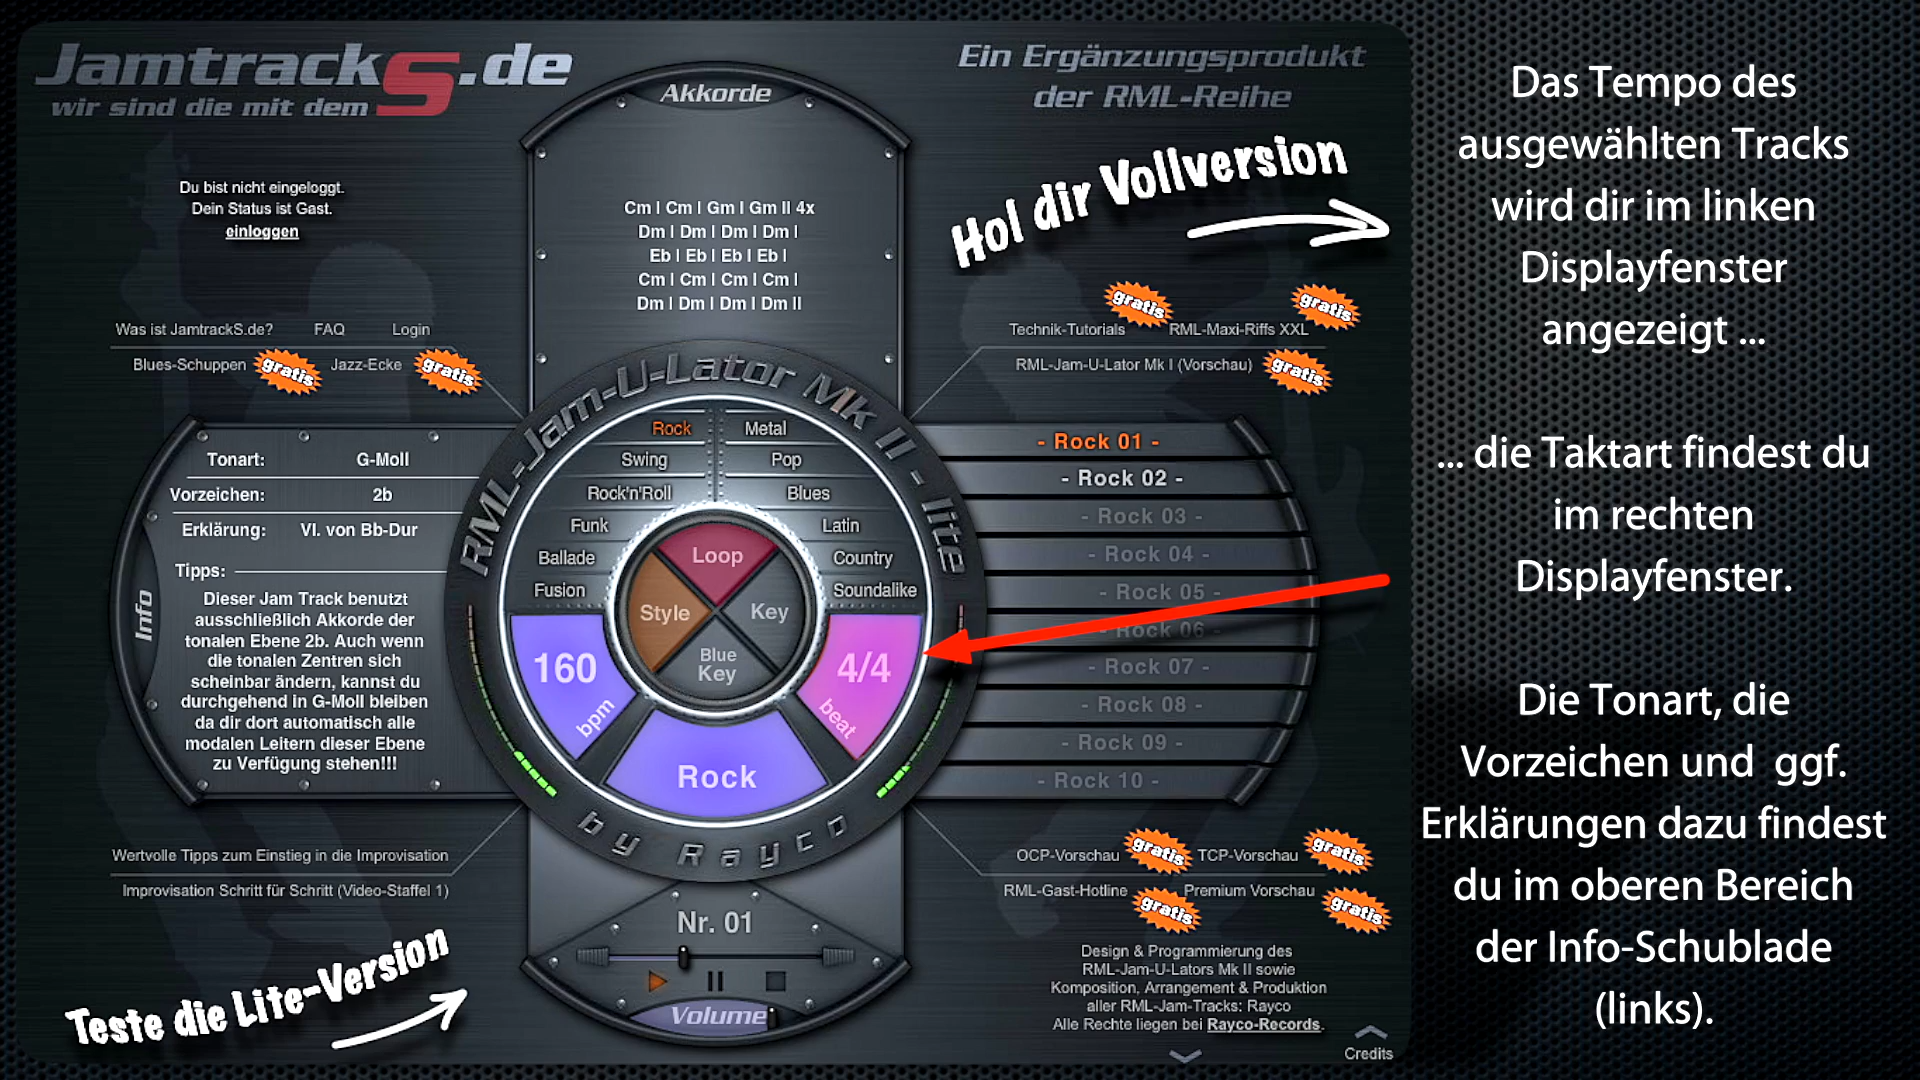 JamtrackS.de
wir sind die mit dem
Ein Ergänzungsprodukt
der RML-Reihe
Akkorde
Du bist nicht eingeloggt.
Dein Status ist Gast.
einloggen
Cm I Cm I Gm I Gm II 4x
Dm I Dm I Dm I Dm I
Eb I Eb I Eb I Eb I
Cm I Cm I Cm I Cm I
Dm I Dm I Dm I Dm II
Hol dir Vollversion
Was ist JamtrackS.de? FAQ Login
Blues-Schuppen gratis Jazz-Ecke gratis
gratis gratis
Technik-Tutorials RML-Maxi-Riffs XXL
RML-Jam-U-Lator Mk I (Vorschau) gratis
RML-Jam-U-Lator Mk II - lite
by Rayco
Info
Tonart: G-Moll
Vorzeichen: 2b
Erklärung: VI. von Bb-Dur
Tipps:
Dieser Jam Track benutzt
ausschließlich Akkorde der
tonalen Ebene 2b. Auch wenn
die tonalen Zentren sich
scheinbar ändern, kannst du
durchgehend in G-Moll bleiben
da dir dort automatisch alle
modalen Leitern dieser Ebene
zu Verfügung stehen!!!
Rock Metal
Swing Pop
Rock'n'Roll Blues
Funk Latin
Ballade Country
Fusion Soundalike
Loop
Style Key
Blue
Key
160
bpm
4/4
beat
Rock
- Rock 01 -
- Rock 02 -
- Rock 03 -
- Rock 04 -
- Rock 05 -
- Rock 06 -
- Rock 07 -
- Rock 08 -
- Rock 09 -
- Rock 10 -
Wertvolle Tipps zum Einstieg in die Improvisation
Improvisation Schritt für Schritt (Video-Staffel 1)
Teste die Lite-Version
Nr. 01
Volume
OCP-Vorschau gratis TCP-Vorschau gratis
RML-Gast-Hotline gratis Premium Vorschau gratis
Design & Programmierung des
RML-Jam-U-Lators Mk II sowie
Komposition, Arrangement & Produktion
aller RML-Jam-Tracks: Rayco
Alle Rechte liegen bei Rayco-Records.
Credits
Das Tempo des
ausgewählten Tracks
wird dir im linken
Displayfenster
angezeigt ...
... die Taktart findest du
im rechten
Displayfenster.
Die Tonart, die
Vorzeichen und ggf.
Erklärungen dazu findest
du im oberen Bereich
der Info-Schublade
(links).